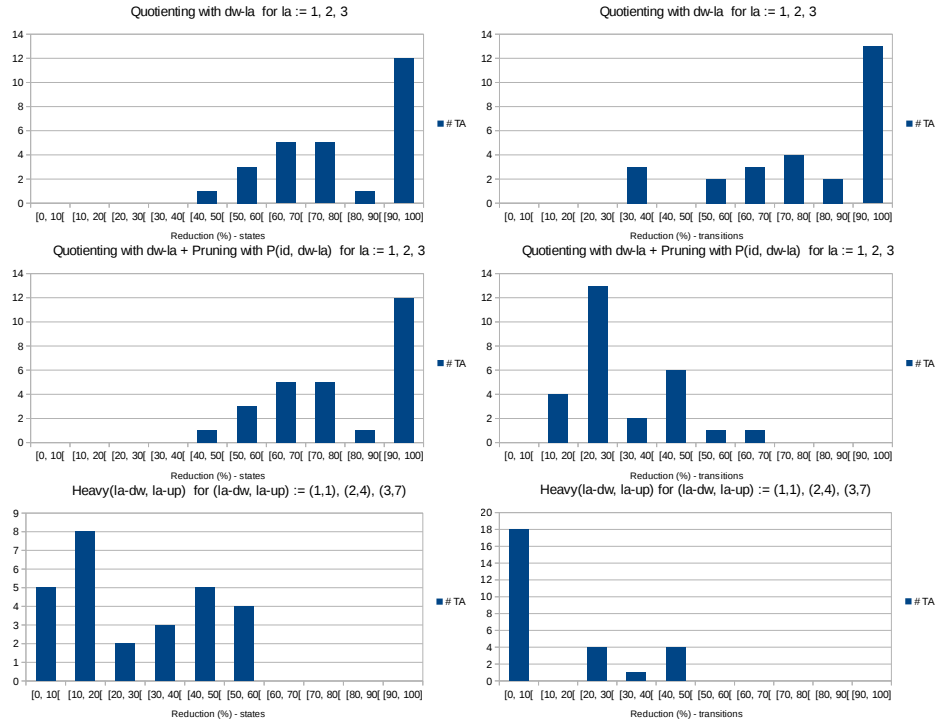 Quotienting with dw-la for la := 1, 2, 3
14
12
10
8
6
4
2
0
[0, 10[ [10, 20[ [20, 30[ [30, 40[ [40, 50[ [50, 60[ [60, 70[ [70, 80[ [80, 90[ [90, 100]
Reduction (%) - states
# TA
Quotienting with dw-la for la := 1, 2, 3
14
12
10
8
6
4
2
0
[0, 10[ [10, 20[ [20, 30[ [30, 40[ [40, 50[ [50, 60[ [60, 70[ [70, 80[ [80, 90[ [90, 100]
Reduction (%) - transitions
# TA
Quotienting with dw-la + Pruning with P(id, dw-la) for la := 1, 2, 3
14
12
10
8
6
4
2
0
[0, 10[ [10, 20[ [20, 30[ [30, 40[ [40, 50[ [50, 60[ [60, 70[ [70, 80[ [80, 90[ [90, 100]
Reduction (%) - states
# TA
Quotienting with dw-la + Pruning with P(id, dw-la) for la := 1, 2, 3
14
12
10
8
6
4
2
0
[0, 10[ [10, 20[ [20, 30[ [30, 40[ [40, 50[ [50, 60[ [60, 70[ [70, 80[ [80, 90[ [90, 100]
Reduction (%) - transitions
# TA
Heavy(la-dw, la-up) for (la-dw, la-up) := (1,1), (2,4), (3,7)
9
8
7
6
5
4
3
2
1
0
[0, 10[ [10, 20[ [20, 30[ [30, 40[ [40, 50[ [50, 60[ [60, 70[ [70, 80[ [80, 90[ [90, 100]
Reduction (%) - states
# TA
Heavy(la-dw, la-up) for (la-dw, la-up) := (1,1), (2,4), (3,7)
20
18
16
14
12
10
8
6
4
2
0
[0, 10[ [10, 20[ [20, 30[ [30, 40[ [40, 50[ [50, 60[ [60, 70[ [70, 80[ [80, 90[ [90, 100]
Reduction (%) - transitions
# TA